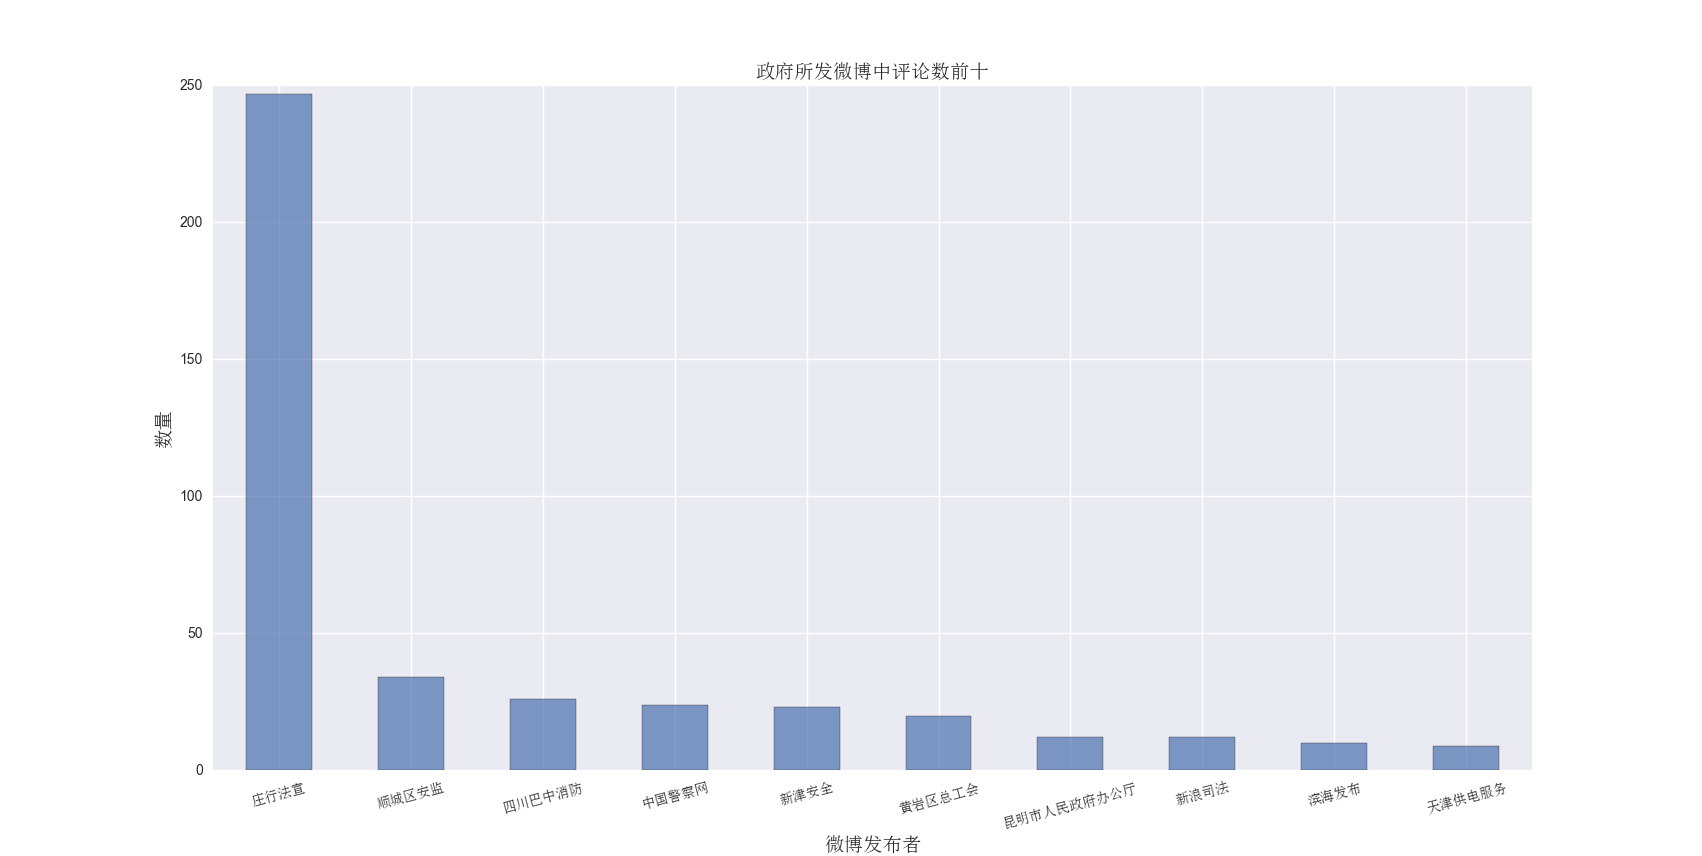 政府所发微博中评论数前十
250
200
150
100
50
0
数量
庄行法宣
顺城区安监
四川巴中消防
中国警察网
新津安全
黄岩区总工会
昆明市人民政府办公厅
新浪司法
滨海发布
天津供电服务
微博发布者